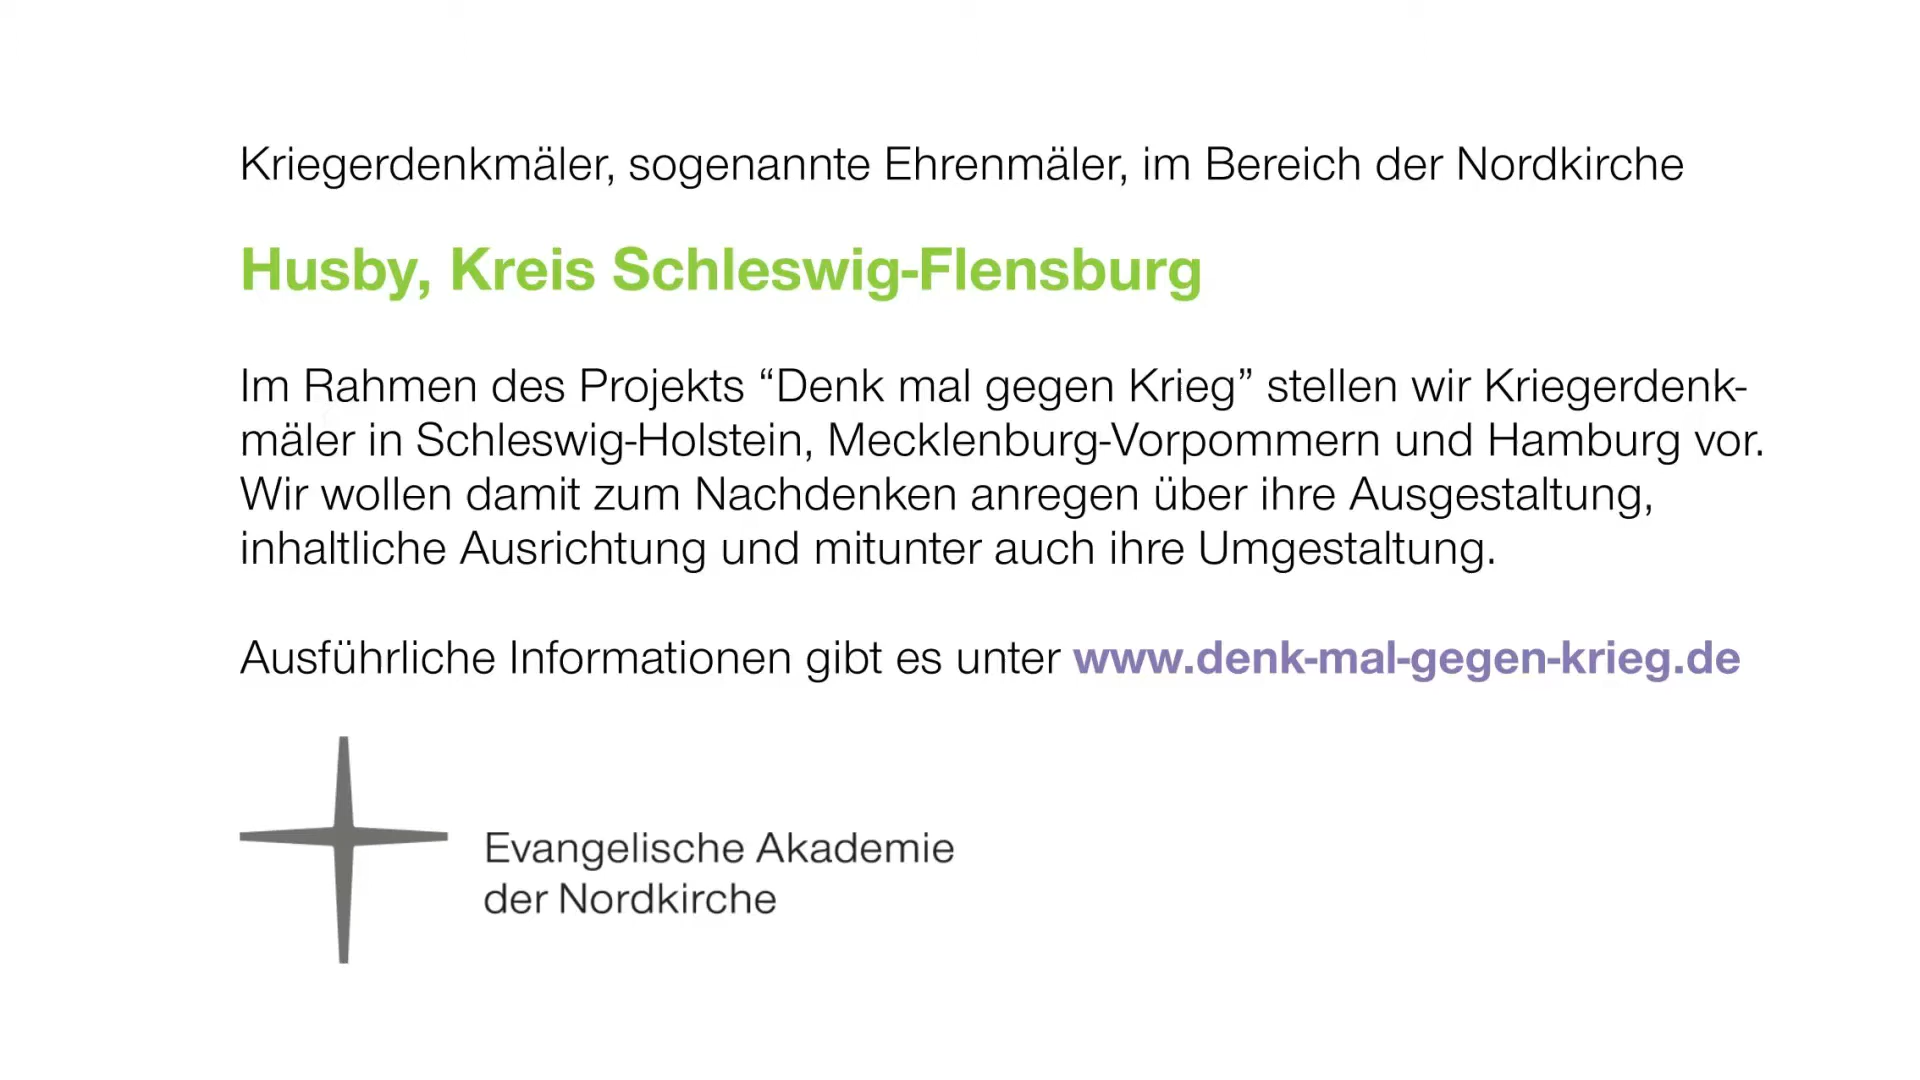 Kriegerdenkmäler, sogenannte Ehrenmäler, im Bereich der Nordkirche
Husby, Kreis Schleswig-Flensburg
Im Rahmen des Projekts “Denk mal gegen Krieg” stellen wir Kriegerdenk-
mäler in Schleswig-Holstein, Mecklenburg-Vorpommern und Hamburg vor.
Wir wollen damit zum Nachdenken anregen über ihre Ausgestaltung,
inhaltliche Ausrichtung und mitunter auch ihre Umgestaltung.
Ausführliche Informationen gibt es unter www.denk-mal-gegen-krieg.de
Evangelische Akademie
der Nordkirche